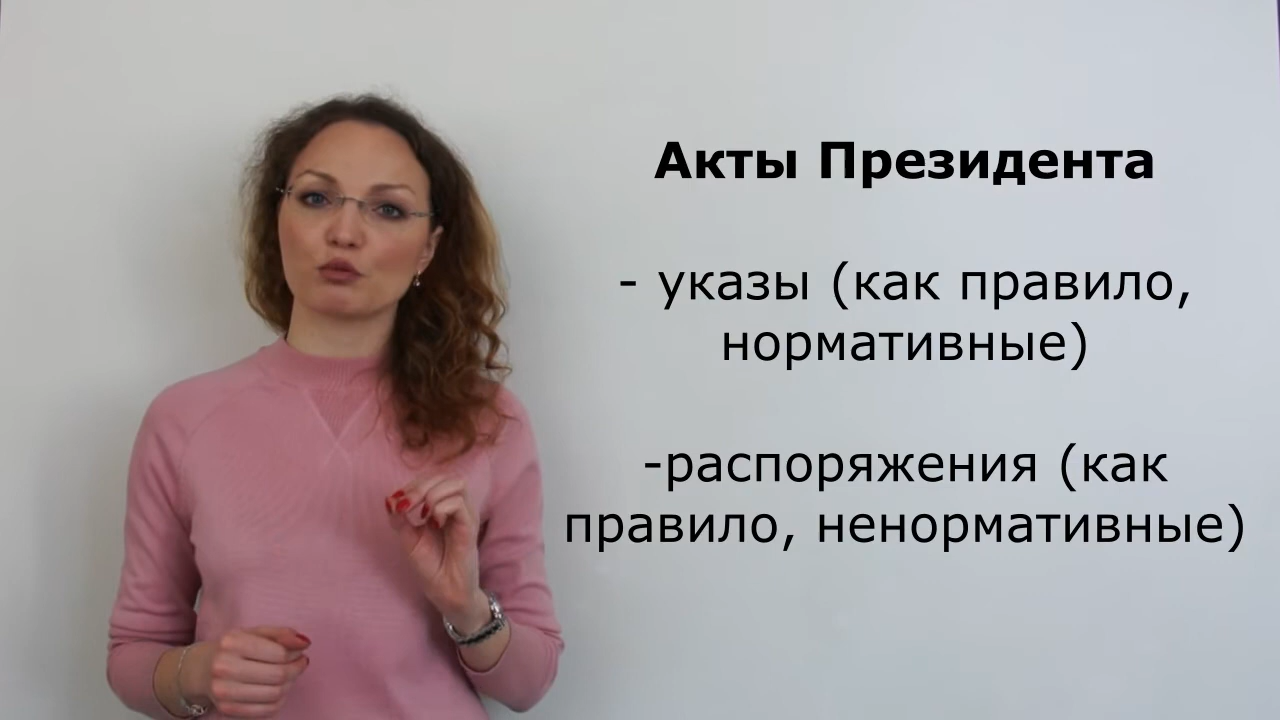 Акты Президента
- указы (как правило,
нормативные)
-распоряжения (как
правило, ненормативные)